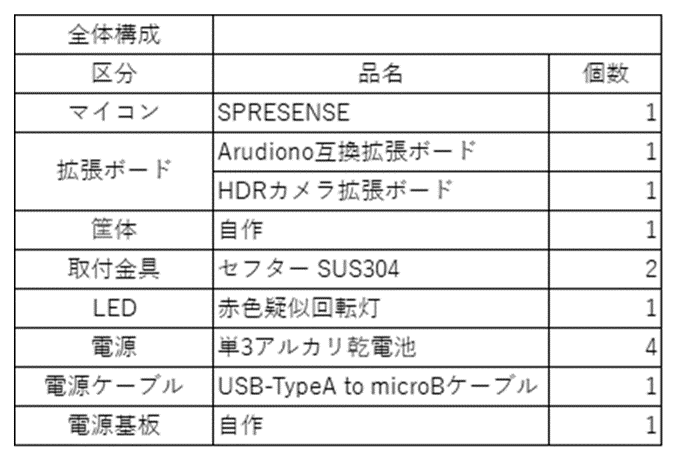 全体構成
区分 品名 個数
マイコン SPRESENSE 1
拡張ボード Arudiono互換拡張ボード 1
HDRカメラ拡張ボード 1
筐体 自作 1
取付金具 セフター SUS304 2
LED 赤色疑似回転灯 1
電源 単3アルカリ乾電池 4
電源ケーブル USB-TypeA to microBケーブル 1
電源基板 自作 1